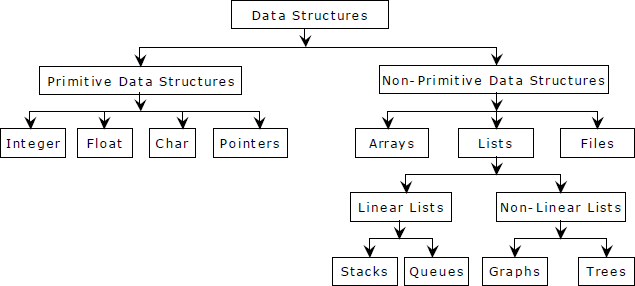 Data Structures
Primitive Data Structures
Non-Primitive Data Structures
Integer
Float
Char
Pointers
Arrays
Lists
Files
Linear Lists
Non-Linear Lists
Stacks
Queues
Graphs
Trees